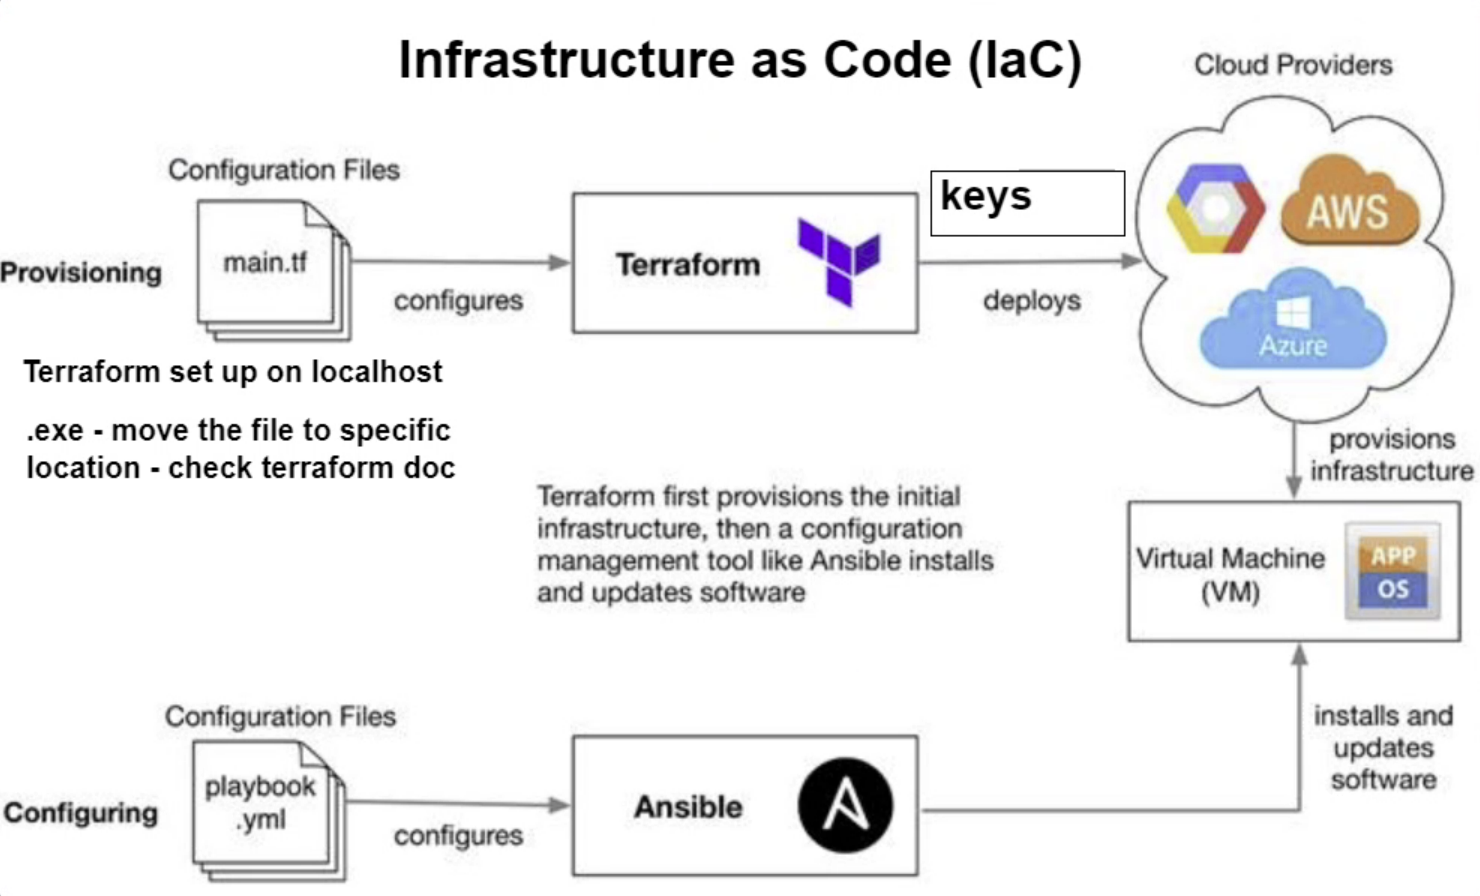 Infrastructure as Code (IaC)
Cloud Providers
Configuration Files
keys
AWS
main.tf
Provisioning
Terraform
configures
deploys
Azure
Terraform set up on localhost
.exe - move the file to specific
location - check terraform doc
provisions
infrastructure
Terraform first provisions the initial
infrastructure, then a configuration
management tool like Ansible installs
and updates software
Virtual Machine
(VM)
APP
OS
Configuration Files
installs and
updates
software
playbook
.yml
Configuring
Ansible
configures